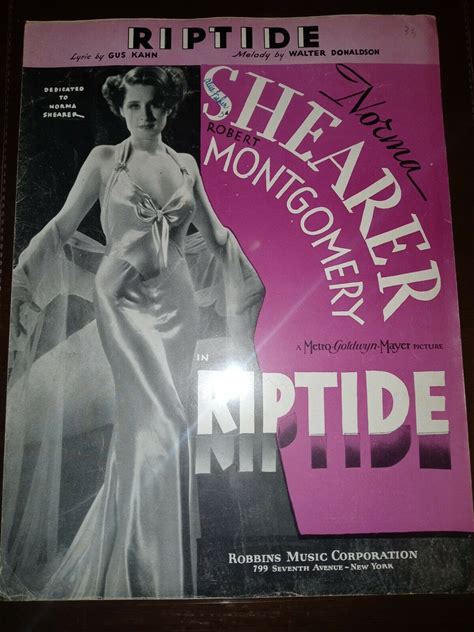 RIPTIDE
Lyric by GUS KAHN
Melody by WALTER DONALDSON
DEDICATED
TO
NORMA
SHEARER
Norma
SHEARER
ROBERT
MONTGOMERY
A Metro-Goldwyn-Mayer PICTURE
IN
RIPTIDE
ROBBINS MUSIC CORPORATION
799 SEVENTH AVENUE - NEW YORK